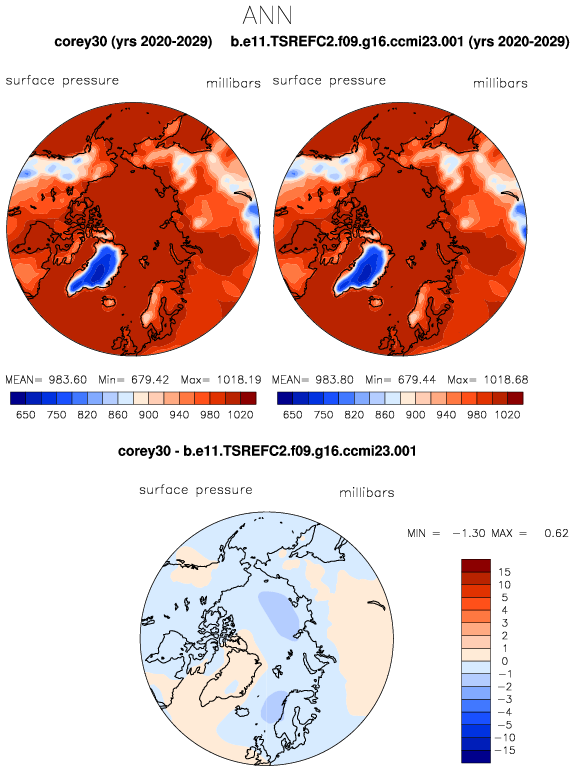 ANN
corey30 (yrs 2020-2029) b.e11.TSREFC2.f09.g16.ccmi23.001 (yrs 2020-2029)
surface pressure millibars surface pressure millibars
MEAN= 983.60 Min= 679.42 Max= 1018.19 MEAN= 983.80 Min= 679.44 Max= 1018.68
650 750 820 860 900 940 980 1020 650 750 820 860 900 940 980 1020
corey30 - b.e11.TSREFC2.f09.g16.ccmi23.001
surface pressure millibars
MIN = -1.30 MAX = 0.62
15
10
5
4
3
2
1
0
-1
-2
-3
-4
-5
-10
-15